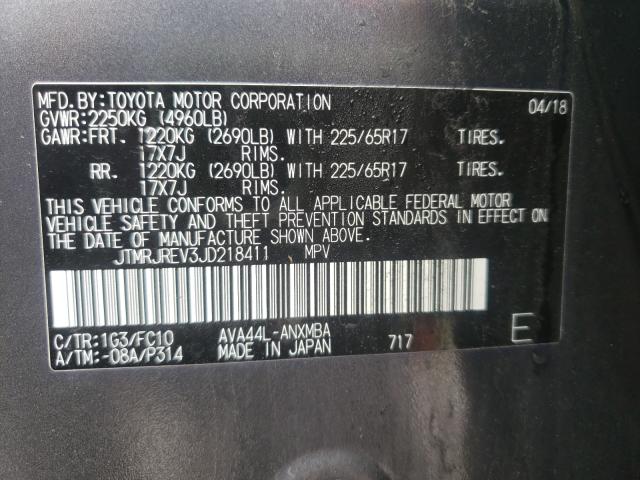 MFD.BY:TOYOTA MOTOR CORPORATION 04/18
GVWR:2250KG (4960LB)
GAWR:FRT. 1220KG (2690LB) WITH 225/65R17 TIRES.
17X7J RIMS.
RR. 1220KG (2690LB) WITH 225/65R17 TIRES.
17X7J RIMS.
THIS VEHICLE CONFORMS TO ALL APPLICABLE FEDERAL MOTOR
VEHICLE SAFETY AND THEFT PREVENTION STANDARDS IN EFFECT ON
THE DATE OF MANUFACTURE SHOWN ABOVE.
JTMRJREV3JD218411 MPV
C/TR:1G3/FC10 AVA44L-ANXMBA E
A/TM:-08A/P314 MADE IN JAPAN 717